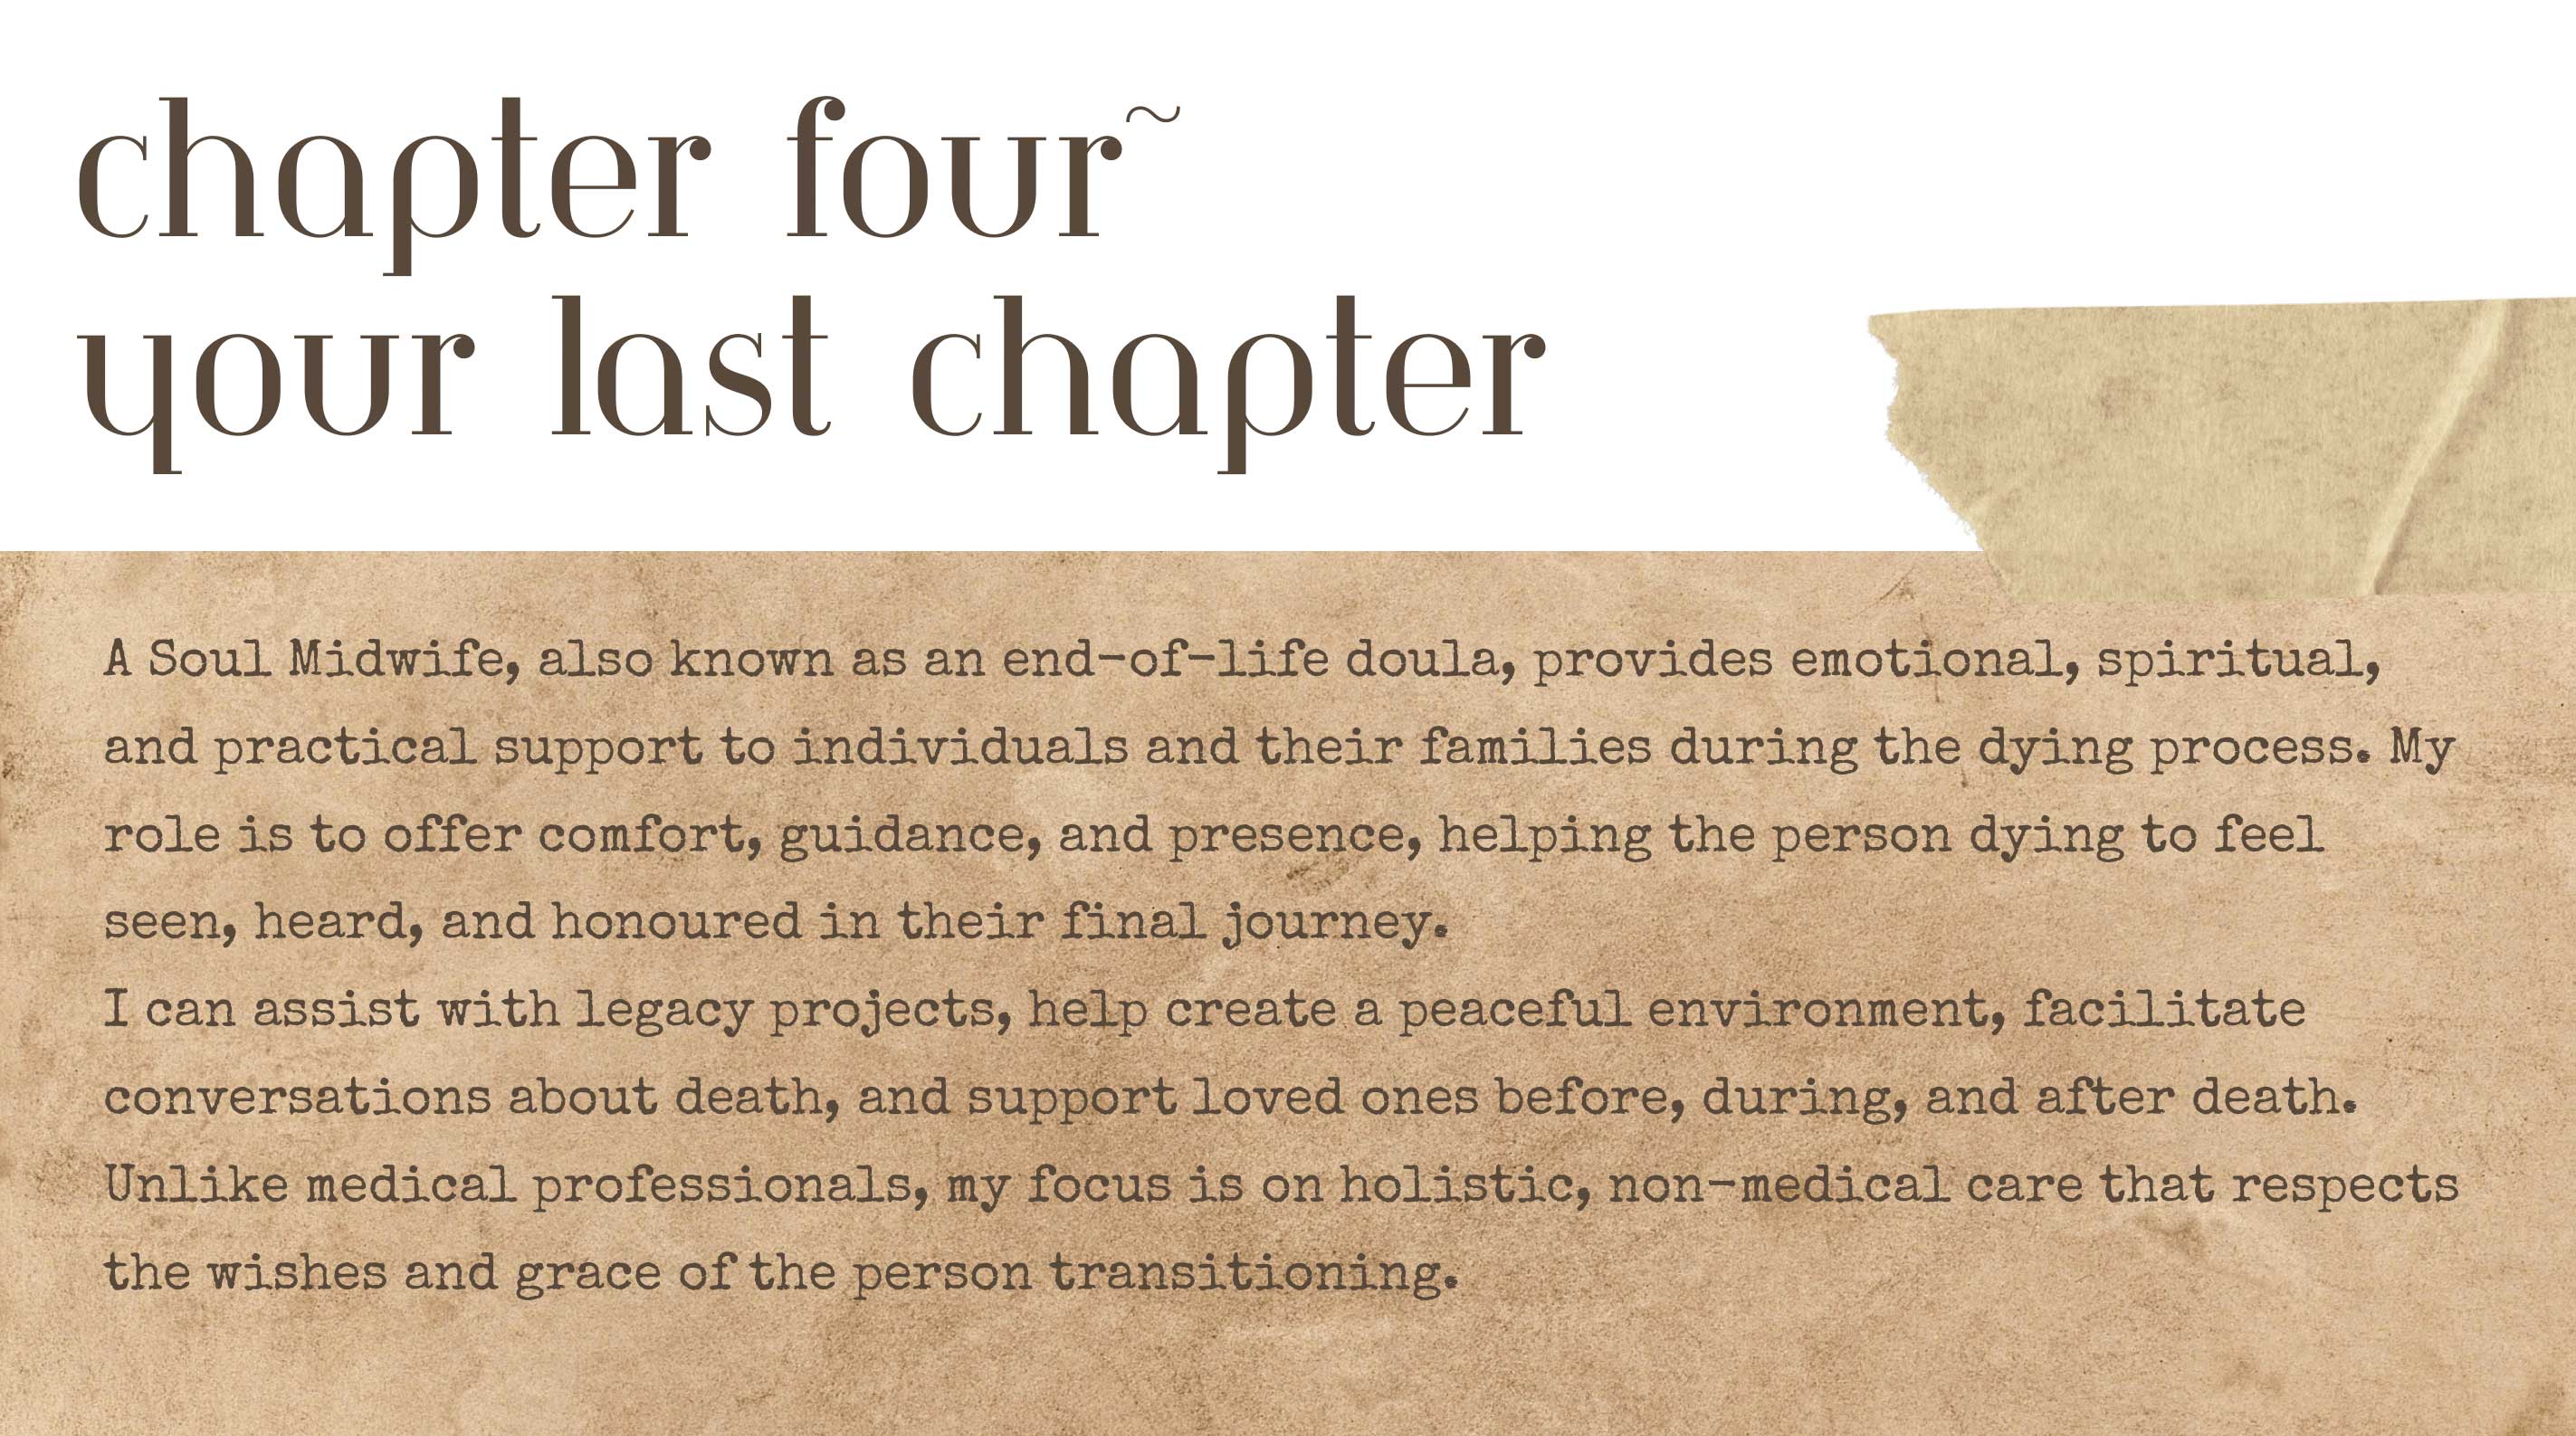 chapter four~
your last chapter
A Soul Midwife, also known as an end-of-life doula, provides emotional, spiritual,
and practical support to individuals and their families during the dying process. My
role is to offer comfort, guidance, and presence, helping the person dying to feel
seen, heard, and honoured in their final journey.
I can assist with legacy projects, help create a peaceful environment, facilitate
conversations about death, and support loved ones before, during, and after death.
Unlike medical professionals, my focus is on holistic, non-medical care that respects
the wishes and grace of the person transitioning.